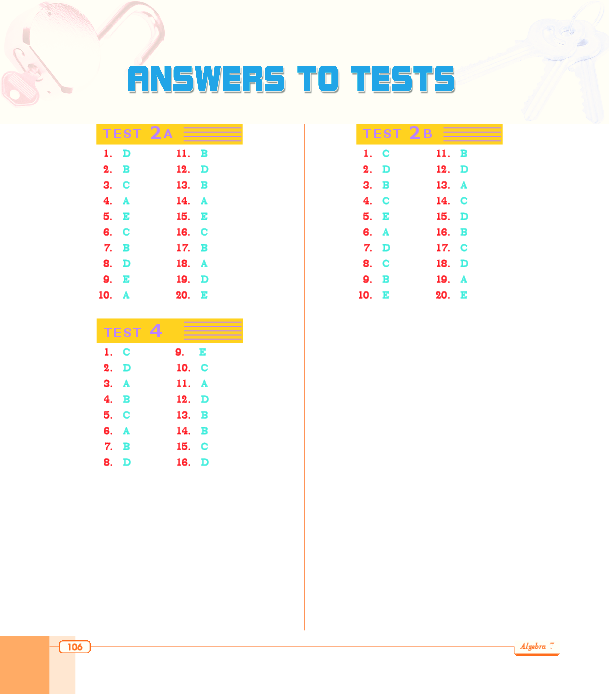 ANSWERS TO TESTS
TEST 2A
1. D 11. B
2. B 12. D
3. C 13. B
4. A 14. A
5. E 15. E
6. C 16. C
7. B 17. B
8. D 18. A
9. E 19. D
10. A 20. E
TEST 4
1. C 9. E
2. D 10. C
3. A 11. A
4. B 12. D
5. C 13. B
6. A 14. B
7. B 15. C
8. D 16. D
TEST 2B
1. C 11. B
2. D 12. D
3. B 13. A
4. C 14. C
5. E 15. D
6. A 16. B
7. D 17. C
8. C 18. D
9. B 19. A
10. E 20. E
106
Algebra